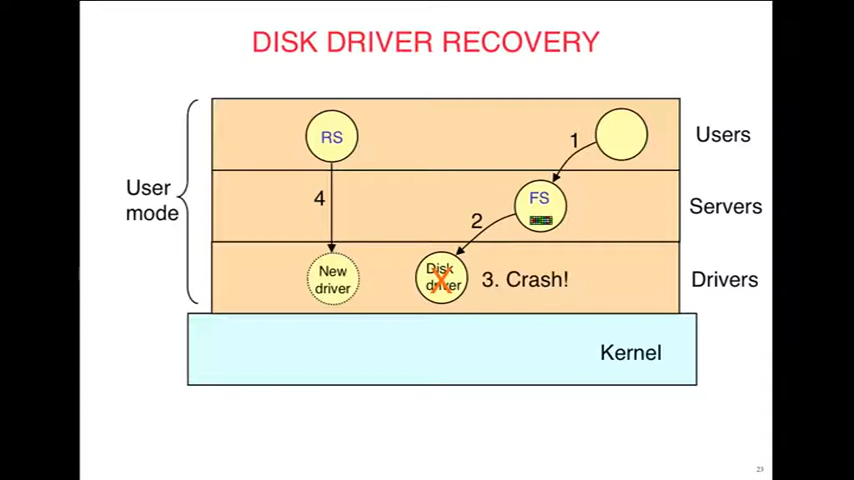 DISK DRIVER RECOVERY
RS
1
Users
User
mode
4
FS
2
Servers
New
driver
Disk
driver
3. Crash!
Drivers
Kernel
23